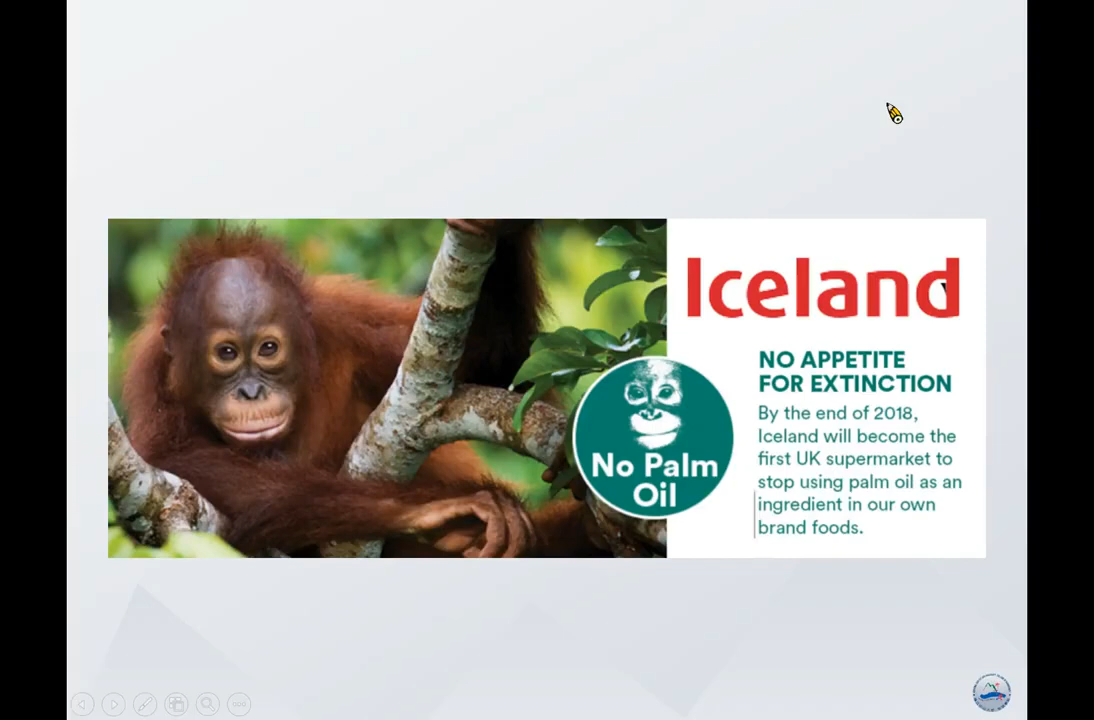 Iceland
NO APPETITE
FOR EXTINCTION
By the end of 2018,
Iceland will become the
first UK supermarket to
stop using palm oil as an
ingredient in our own
brand foods.
No Palm
Oil